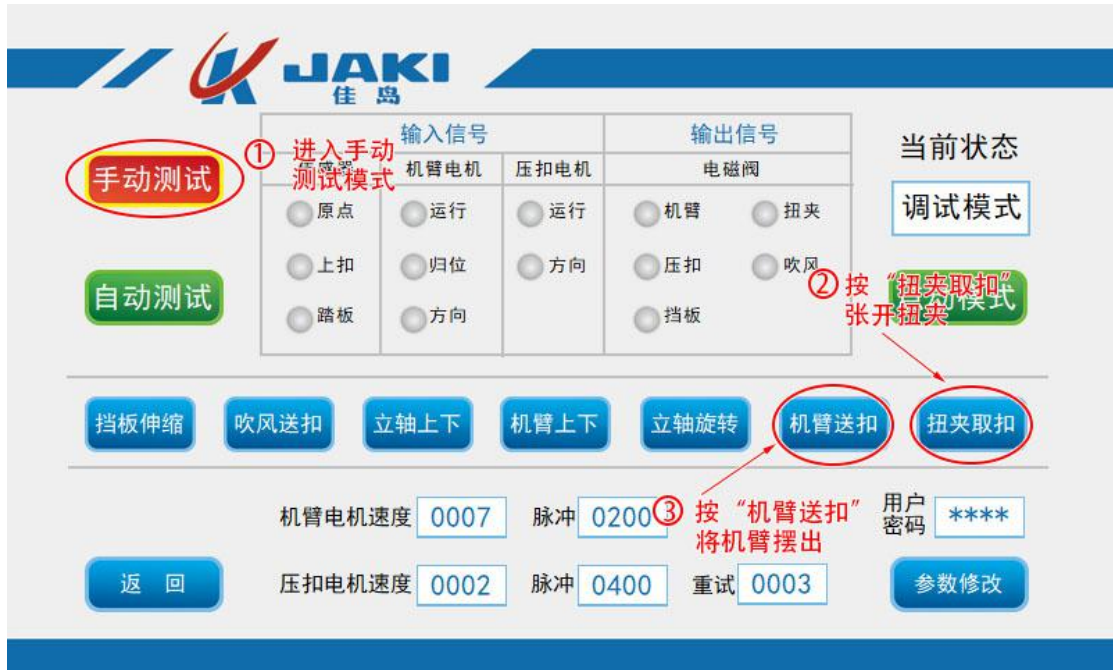 JAKI
佳岛
手动测试
自动测试
① 进入手动
测试模式
输入信号
输出信号
传感器
机臂电机
压扣电机
电磁阀
原点
运行
运行
机臂
扭夹
上扣
归位
方向
压扣
吹风
踏板
方向
挡板
当前状态
调试模式
自动模式
② 按“扭夹取扣”
张开扭夹
挡板伸缩
吹风送扣
立轴上下
机臂上下
立轴旋转
机臂送扣
扭夹取扣
③ 按“机臂送扣”
将机臂摆出
机臂电机速度 0007 脉冲 0200
用户
密码 ****
返 回
压扣电机速度 0002 脉冲 0400 重试 0003
参数修改